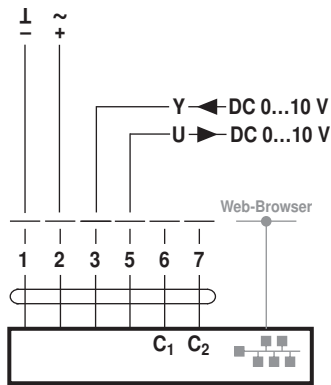 ⊥ ~
– +
Y DC 0...10 V
U DC 0...10 V
Web-Browser
1 2 3 5 6 7
C₁ C₂